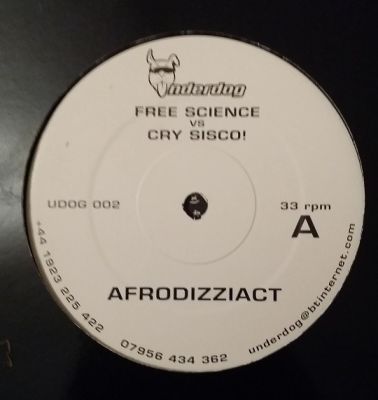 Underdog
FREE SCIENCE
vs
CRY SISCO!
UDOG 002
33 rpm
A
AFRODIZZIACT
+44 1923 225 422
07956 434 362
underdog@btinternet.com